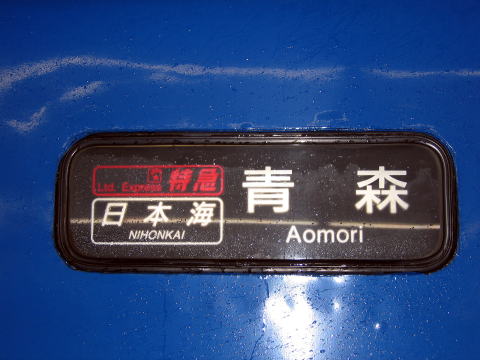 Ltd. Express 特急
日本海
NIHONKAI
青森
Aomori